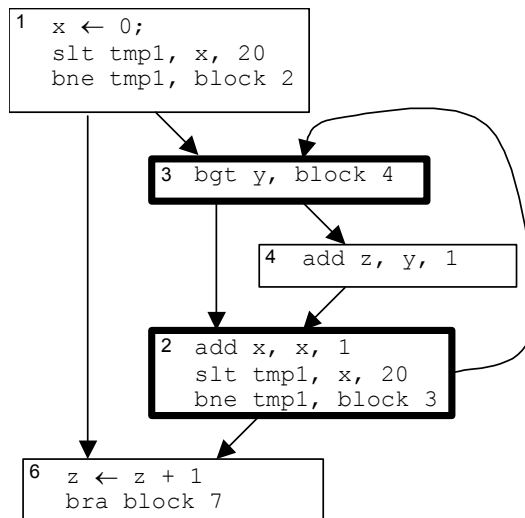 1 x ← 0;
slt tmp1, x, 20
bne tmp1, block 2
3 bgt y, block 4
4 add z, y, 1
2 add x, x, 1
slt tmp1, x, 20
bne tmp1, block 3
6 z ← z + 1
bra block 7